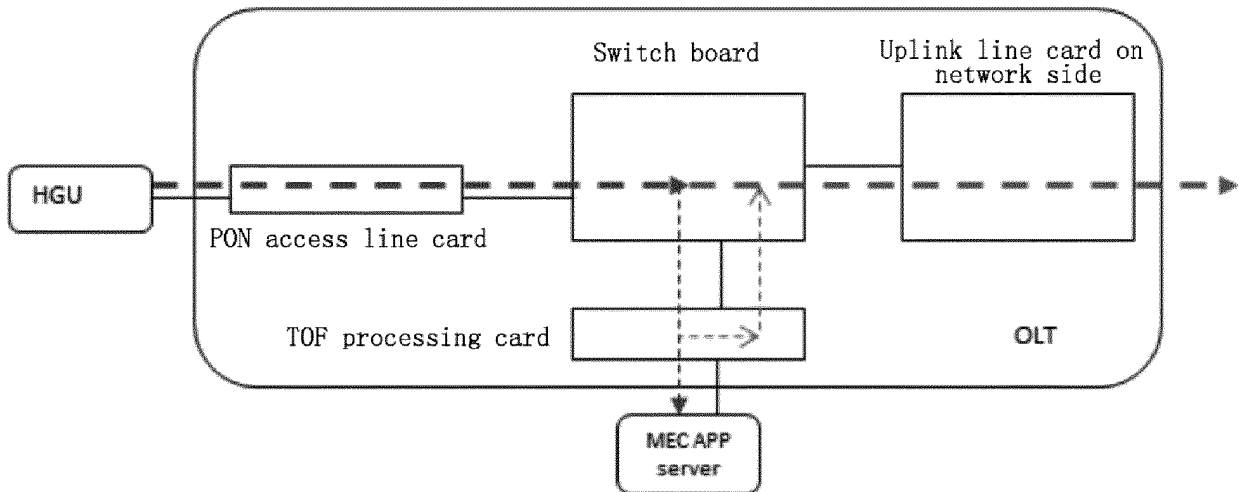 Switch board
Uplink line card on
network side
HGU
PON access line card
TOF processing card
OLT
MEC APP
server